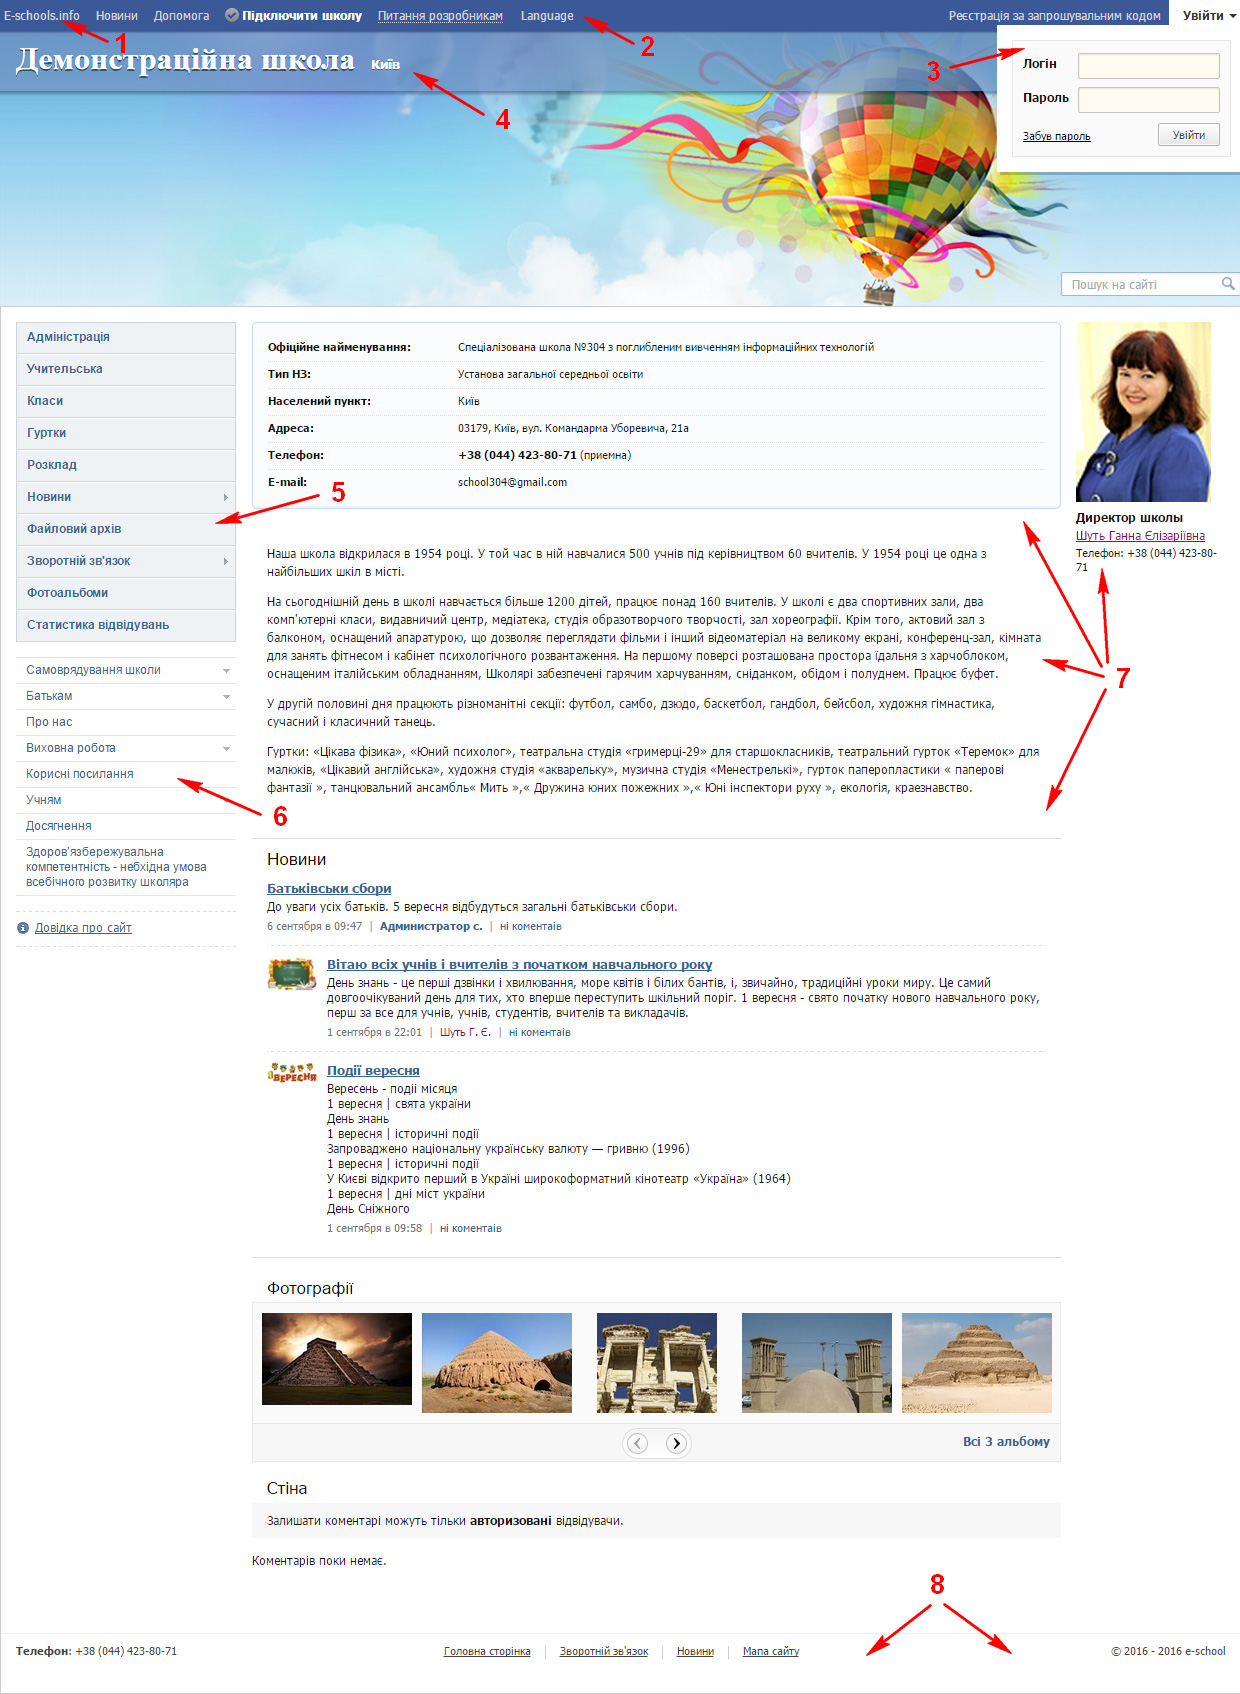 E-schools.info Новини Допомога Підключити школу Питання розробникам Language Реєстрація за запрошувальним кодом Увійти
1 2
Демонстраційна школа Київ
3
4
Логін
Пароль
Забув пароль Увійти
Пошук на сайті
Адміністрація
Учительська
Класи
Гуртки
Розклад
Новини
Файловий архів
Зворотній зв'язок
Фотоальбоми
Статистика відвідувань
5
Самоврядування школи
Батькам
Про нас
Виховна робота
Корисні посилання
Учням
Досягнення
Здоров'язбережувальна
компетентність - небхідна умова
всебічного розвитку школяра
6
Довідка про сайт
Офіційне найменування: Спеціалізована школа №304 з поглибленим вивченням інформаційних технологій
Тип НЗ: Установа загальної середньої освіти
Населений пункт: Київ
Адреса: 03179, Київ, вул. Командарма Уборевича, 21а
Телефон: +38 (044) 423-80-71 (приемна)
E-mail: school304@gmail.com
Директор школы
Шуть Ганна Єлізаріївна
Телефон: +38 (044) 423-80-
71
7
Наша школа відкрилася в 1954 році. У той час в ній навчалися 500 учнів під керівництвом 60 вчителів. У 1954 році це одна з
найбільших шкіл в місті.
На сьогоднішній день в школі навчається більше 1200 дітей, працює понад 160 вчителів. У школі є два спортивних зали, два
комп'ютерні класи, видавничий центр, медіатека, студія образотворчого творчості, зал хореографії. Крім того, актовий зал з
балконом, оснащений апаратурою, що дозволяє переглядати фільми і інший відеоматеріал на великому екрані, конференц-зал, кімната
для занять фітнесом і кабінет психологічного розвантаження. На першому поверсі розташована простора їдальня з харчоблоком,
оснащеним італійським обладнанням, Школярі забезпечені гарячим харчуванням, сніданком, обідом і полуднем. Працює буфет.
У другій половині дня працюють різноманітні секції: футбол, самбо, дзюдо, баскетбол, гандбол, бейсбол, художня гімнастика,
сучасний і класичний танець.
Гуртки: «Цікава фізика», «Юний психолог», театральна студія «гримерці-29» для старшокласників, театральний гурток «Теремок» для
малюків, «Цікавий англійська», художня студія «акварельку», музична студія «Менестрелькі», гурток паперопластики « паперові
фантазії », танцювальний ансамбль« Мить »,« Дружина юних пожежних »,« Юні інспектори руху », екологія, краезнавство.
Новини
Батьківськи сбори
До уваги усіх батьків. 5 вересня відбудуться загальні батьківськи сбори.
6 сентября в 09:47 | Администратор с. | ні коментаів
Вітаю всіх учнів і вчителів з початком навчального року
День знань - це перші дзвінки і хвилювання, море квітів і білих бантів, і, звичайно, традиційні уроки миру. Це самий
довгоочікуваний день для тих, хто вперше переступить шкільний поріг. 1 вересня - свято початку нового навчального року,
перш за все для учнів, учнів, студентів, вчителів та викладачів.
1 сентября в 22:01 | Шуть Г. Є. | ні коментаів
ВЕРЕСНЯ
Події вересня
Вересень - подіі місяця
1 вересня | свята україни
День знань
1 вересня | історичні події
Запроваджено національну українську валюту — гривню (1996)
1 вересня | історичні події
У Києві відкрито перший в Україні широкоформатний кінотеатр «Україна» (1964)
1 вересня | дні міст україни
День Сніжного
1 сентября в 09:58 | ні коментаів
Фотографії
Всі 3 альбому
Стіна
Залишати коментарі можуть тільки авторизовані відвідувачи.
Коментарів поки немає.
8
Телефон: +38 (044) 423-80-71 Головна сторінка Зворотній зв'язок Новини Мапа сайту © 2016 - 2016 e-school